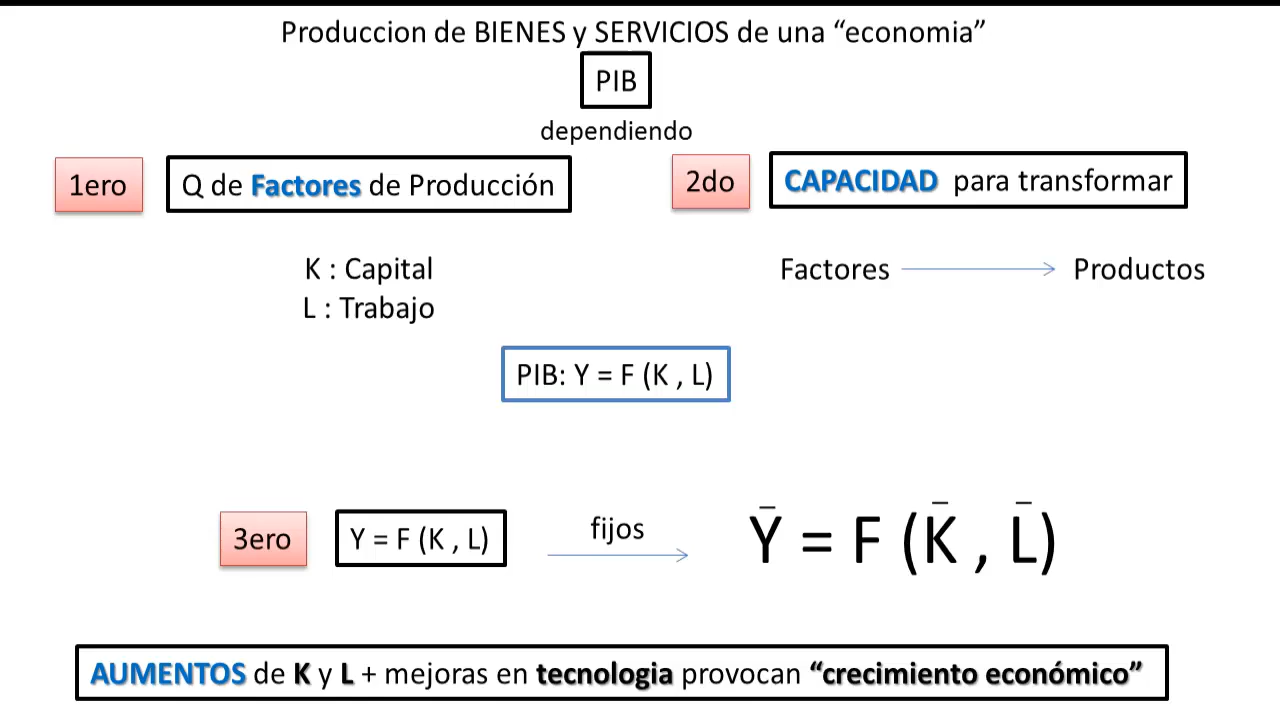 Produccion de BIENES y SERVICIOS de una “economia”
PIB
dependiendo
1ero
Q de Factores de Producción
2do
CAPACIDAD para transformar
K : Capital
L : Trabajo
Factores
Productos
PIB: Y = F (K , L)
3ero
Y = F (K , L)
fijos
Ȳ = F (K̄ , L̄)
AUMENTOS de K y L + mejoras en tecnologia provocan “crecimiento económico”